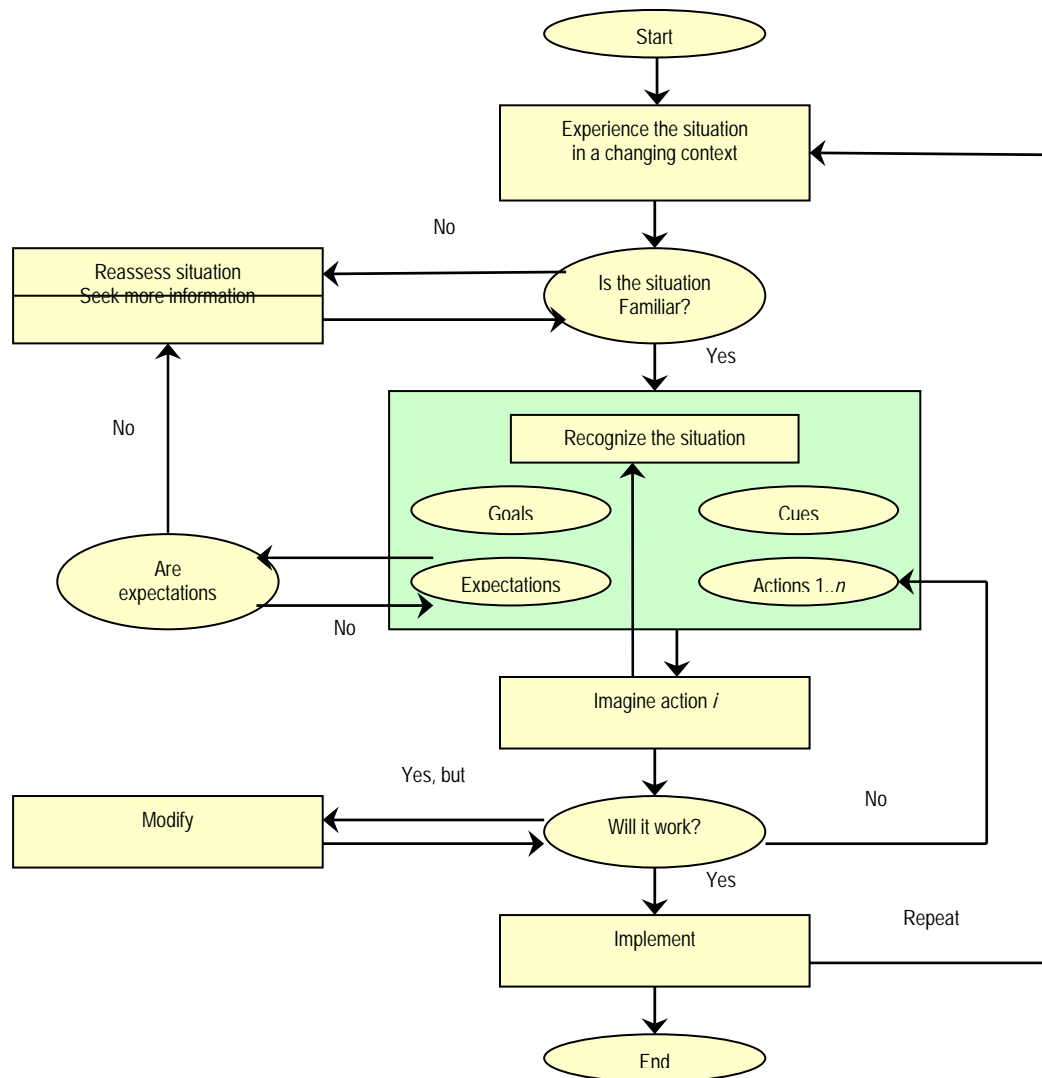 Start
Experience the situation
in a changing context
No
Reassess situation
Seek more information
Is the situation
Familiar?
Yes
No
Recognize the situation
Goals
Cues
Are
expectations
Expectations
Actions 1..n
No
Imagine action i
Yes, but
No
Modify
Will it work?
Yes
Implement
Repeat
End